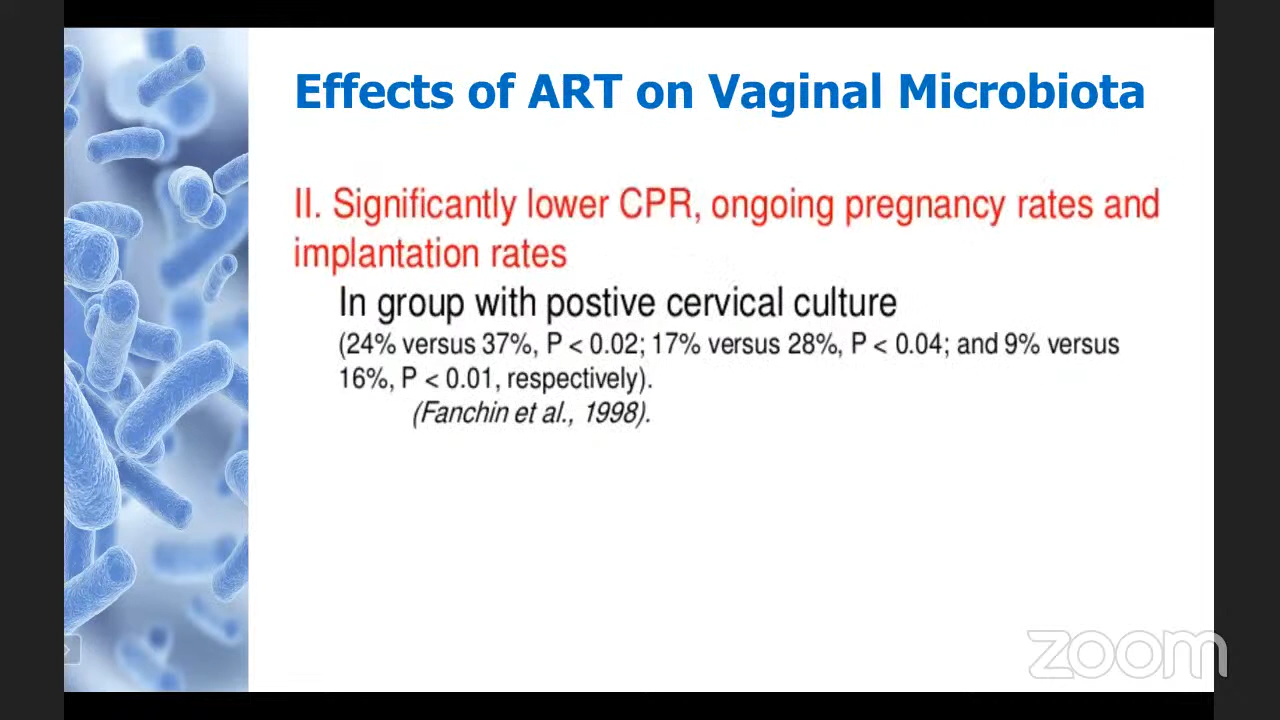 Effects of ART on Vaginal Microbiota
II. Significantly lower CPR, ongoing pregnancy rates and
implantation rates
In group with postive cervical culture
(24% versus 37%, P < 0.02; 17% versus 28%, P < 0.04; and 9% versus
16%, P < 0.01, respectively).
(Fanchin et al., 1998).
zoom